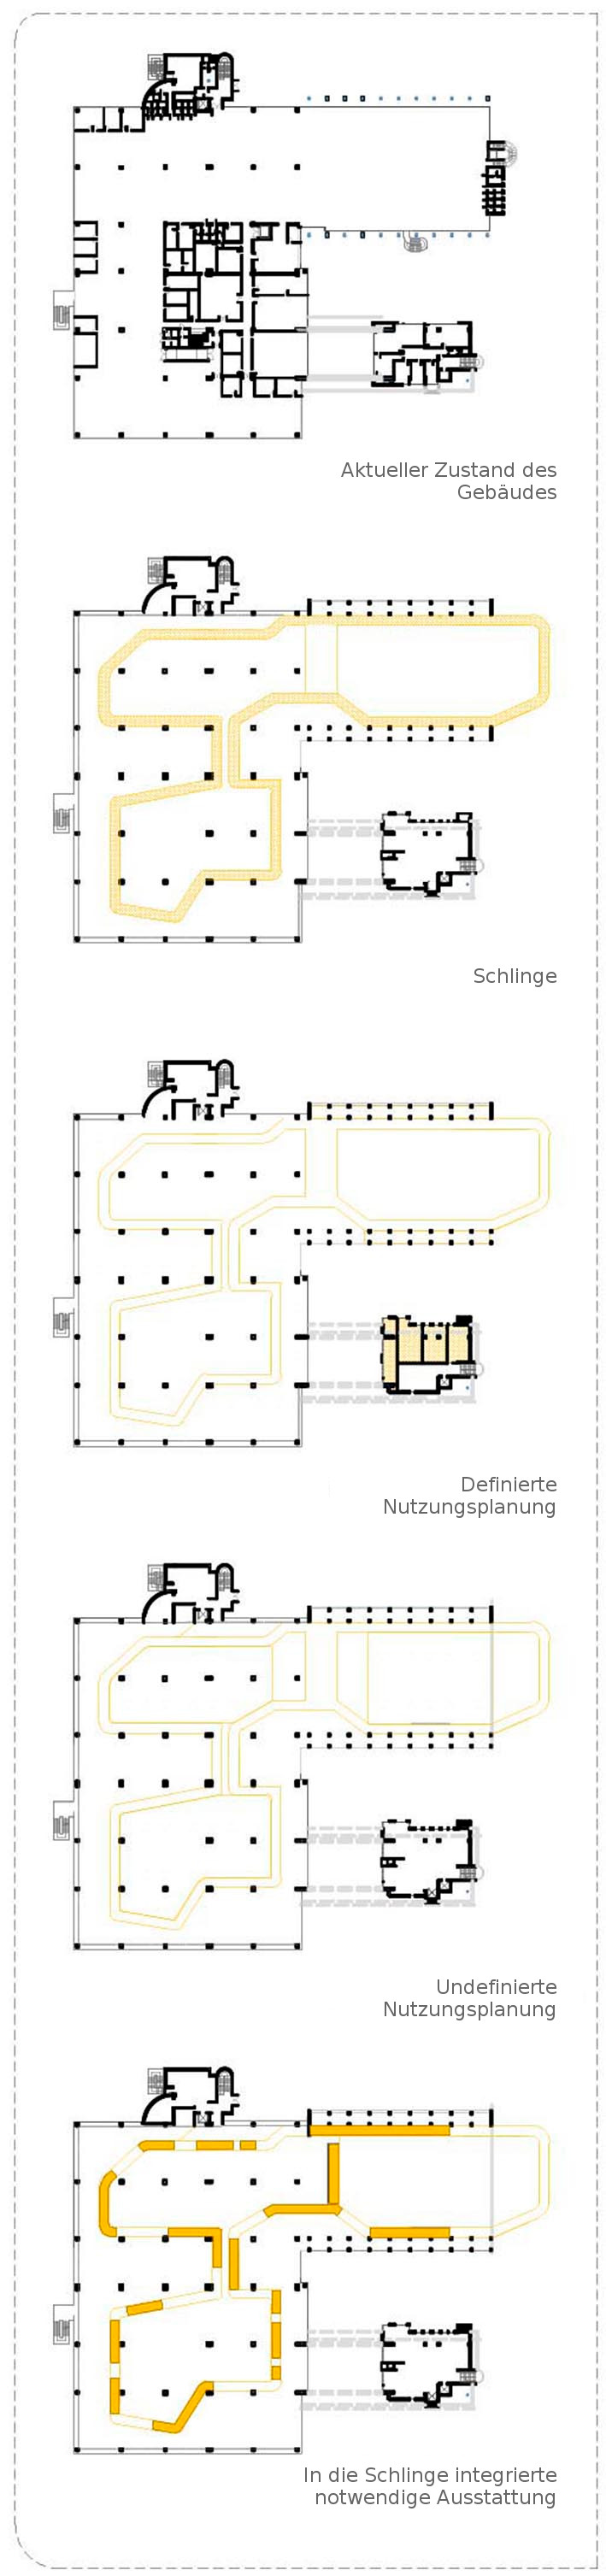 Aktueller Zustand des
Gebäudes
Schlinge
Definierte
Nutzungsplanung
Undefinierte
Nutzungsplanung
In die Schlinge integrierte
notwendige Ausstattung